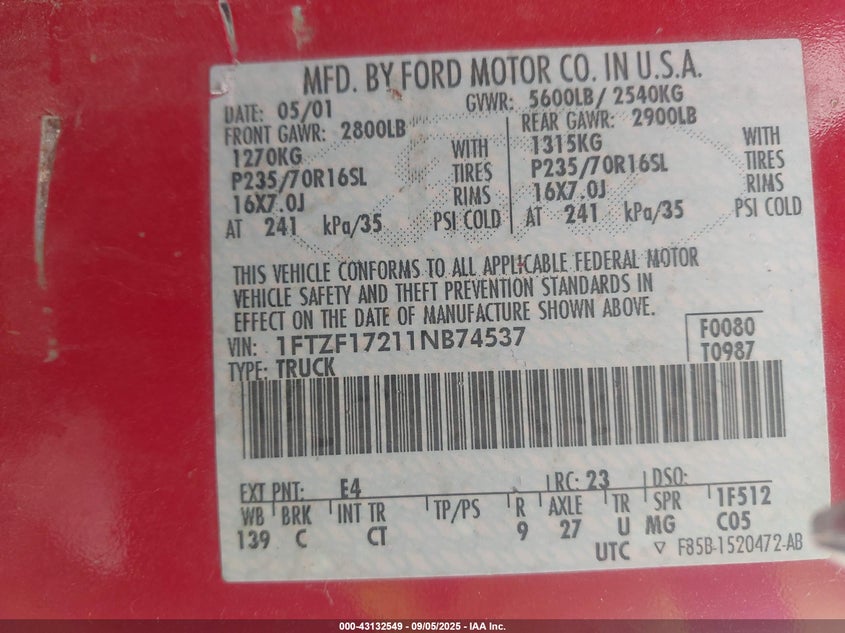 MFD. BY FORD MOTOR CO. IN U.S.A.
DATE: 05/01 GVWR: 5600LB/ 2540KG
FRONT GAWR: 2800LB REAR GAWR: 2900LB
1270KG WITH 1315KG WITH
P235/70R16SL TIRES P235/70R16SL TIRES
16X7.0J RIMS 16X7.0J RIMS
AT 241 kPa/35 PSI COLD AT 241 kPa/35 PSI COLD
THIS VEHICLE CONFORMS TO ALL APPLICABLE FEDERAL MOTOR
VEHICLE SAFETY AND THEFT PREVENTION STANDARDS IN
EFFECT ON THE DATE OF MANUFACTURE SHOWN ABOVE.
VIN: 1FTZF17211NB74537 F0080
TYPE: TRUCK T0987
EXT PNT: E4 RC: 23 DSO:
WB BRK INT TR TP/PS R AXLE TR SPR 1F512
139 C CT 9 27 U MG C05
UTC ▽ F85B-1520472-AB
000-43132549 - 09/05/2025 - IAA Inc.